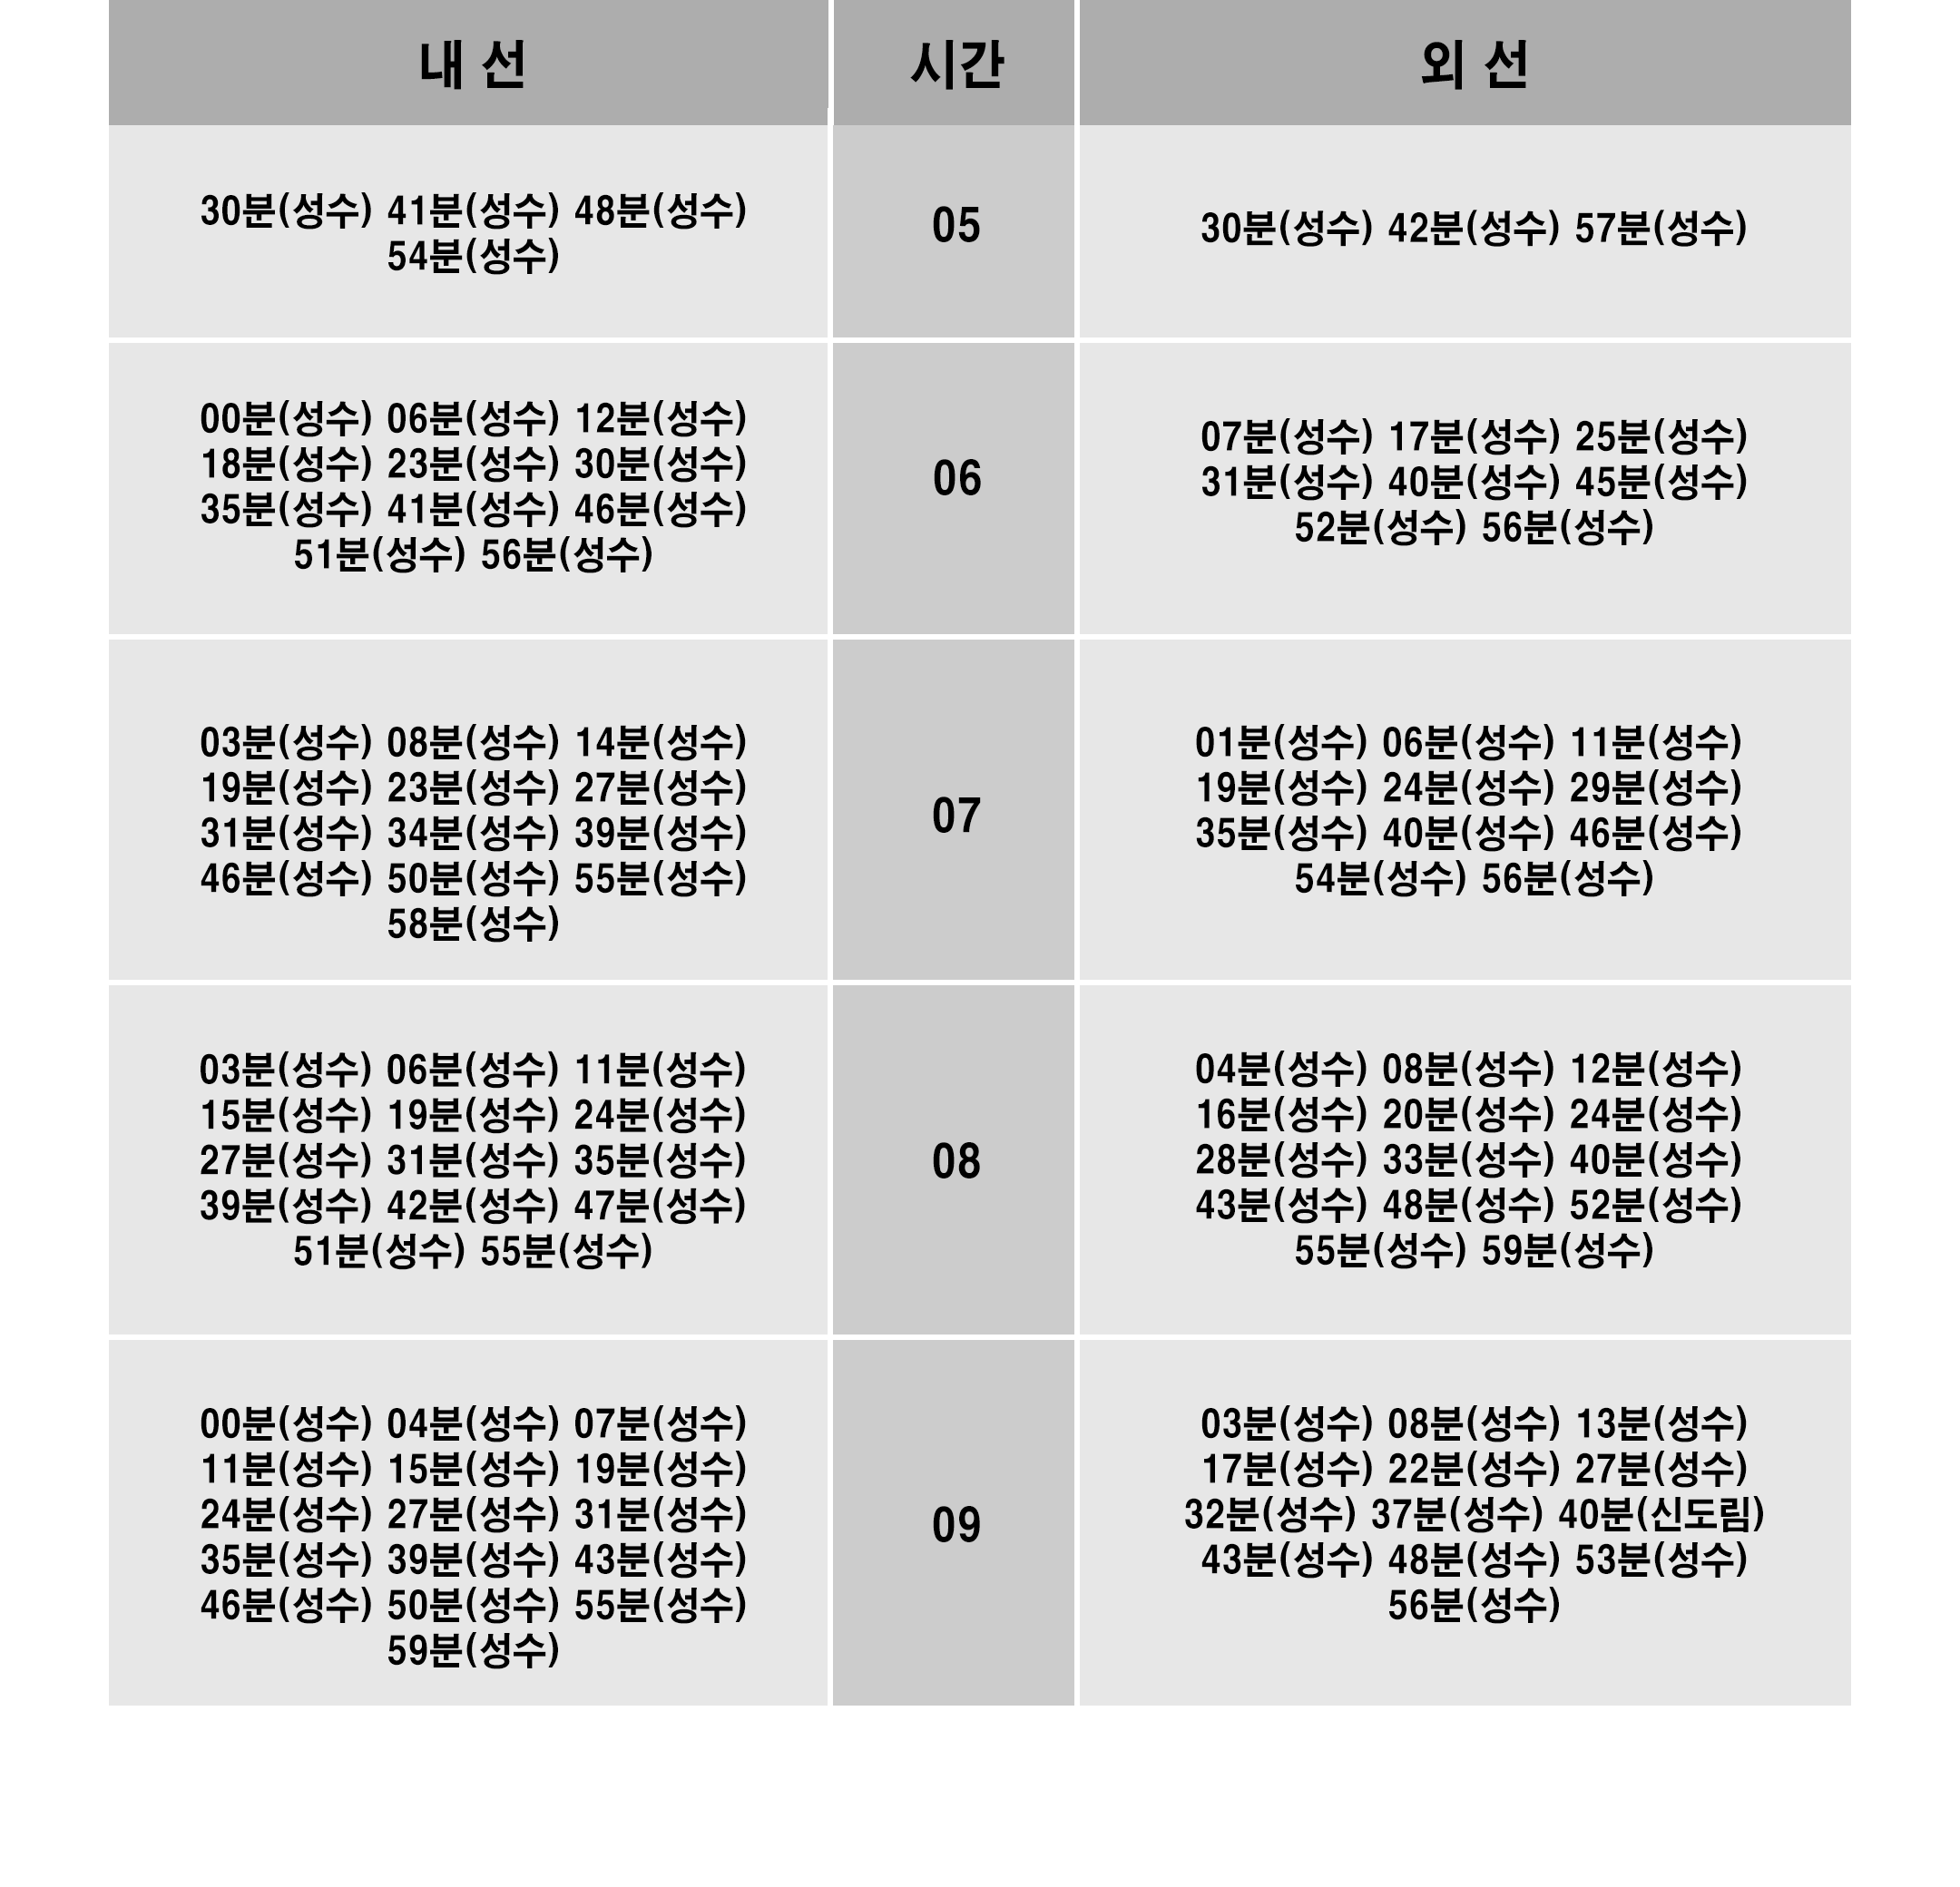 내 선
시간
외 선
30분(성수) 41분(성수) 48분(성수)
54분(성수)
05
30분(성수) 42분(성수) 57분(성수)
00분(성수) 06분(성수) 12분(성수)
18분(성수) 23분(성수) 30분(성수)
35분(성수) 41분(성수) 46분(성수)
51분(성수) 56분(성수)
06
07분(성수) 17분(성수) 25분(성수)
31분(성수) 40분(성수) 45분(성수)
52분(성수) 56분(성수)
03분(성수) 08분(성수) 14분(성수)
19분(성수) 23분(성수) 27분(성수)
31분(성수) 34분(성수) 39분(성수)
46분(성수) 50분(성수) 55분(성수)
58분(성수)
07
01분(성수) 06분(성수) 11분(성수)
19분(성수) 24분(성수) 29분(성수)
35분(성수) 40분(성수) 46분(성수)
54분(성수) 56분(성수)
03분(성수) 06분(성수) 11분(성수)
15분(성수) 19분(성수) 24분(성수)
27분(성수) 31분(성수) 35분(성수)
39분(성수) 42분(성수) 47분(성수)
51분(성수) 55분(성수)
08
04분(성수) 08분(성수) 12분(성수)
16분(성수) 20분(성수) 24분(성수)
28분(성수) 33분(성수) 40분(성수)
43분(성수) 48분(성수) 52분(성수)
55분(성수) 59분(성수)
00분(성수) 04분(성수) 07분(성수)
11분(성수) 15분(성수) 19분(성수)
24분(성수) 27분(성수) 31분(성수)
35분(성수) 39분(성수) 43분(성수)
46분(성수) 50분(성수) 55분(성수)
59분(성수)
09
03분(성수) 08분(성수) 13분(성수)
17분(성수) 22분(성수) 27분(성수)
32분(성수) 37분(성수) 40분(신도림)
43분(성수) 48분(성수) 53분(성수)
56분(성수)